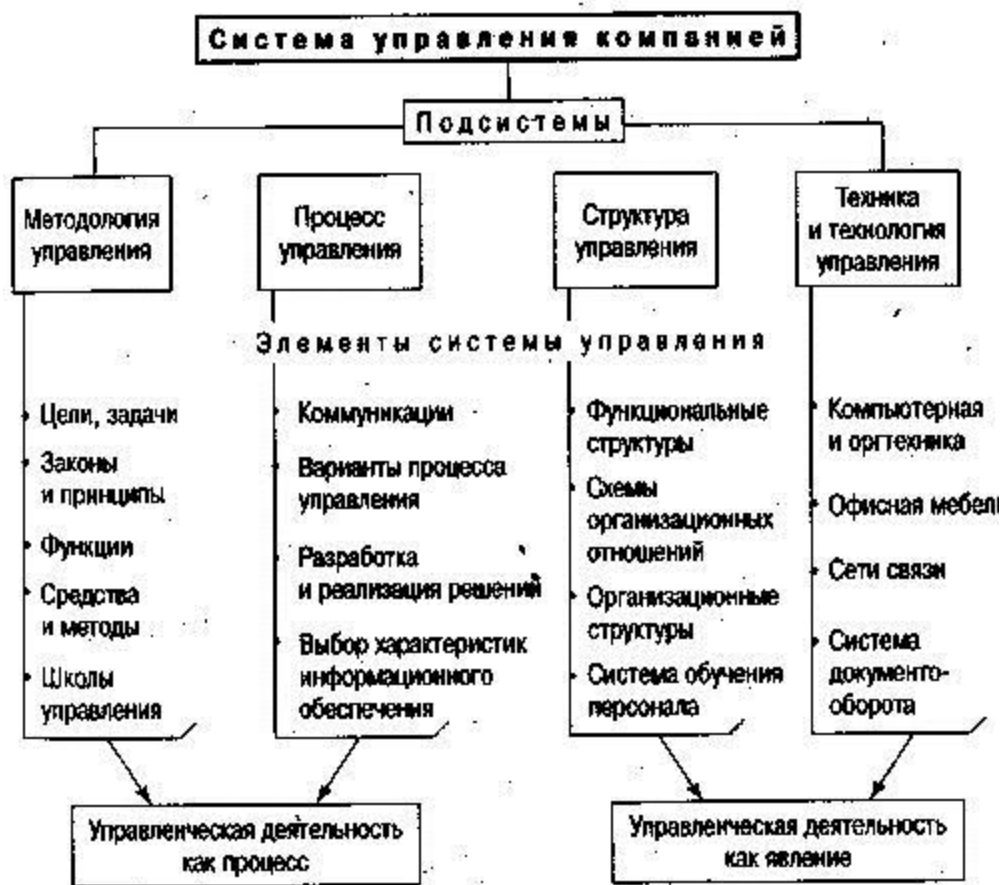 Система управления компанией
Подсистемы
Методология
управления
Процесс
управления
Структура
управления
Техника
и технология
управления
Элементы системы управления
Цели, задачи
Законы
и принципы
Функции
Средства
и методы
Школы
управления
Коммуникации
Варианты процесса
управления
Разработка
и реализация решений
Выбор характеристик
информационного
обеспечения
Функциональные
структуры
Схемы
организационных
отношений
Организационные
структуры
Система обучения
персонала
Компьютерная
и оргтехника
Офисная мебель
Сети связи
Система
документо-
оборота
Управленческая деятельность
как процесс
Управленческая деятельность
как явление